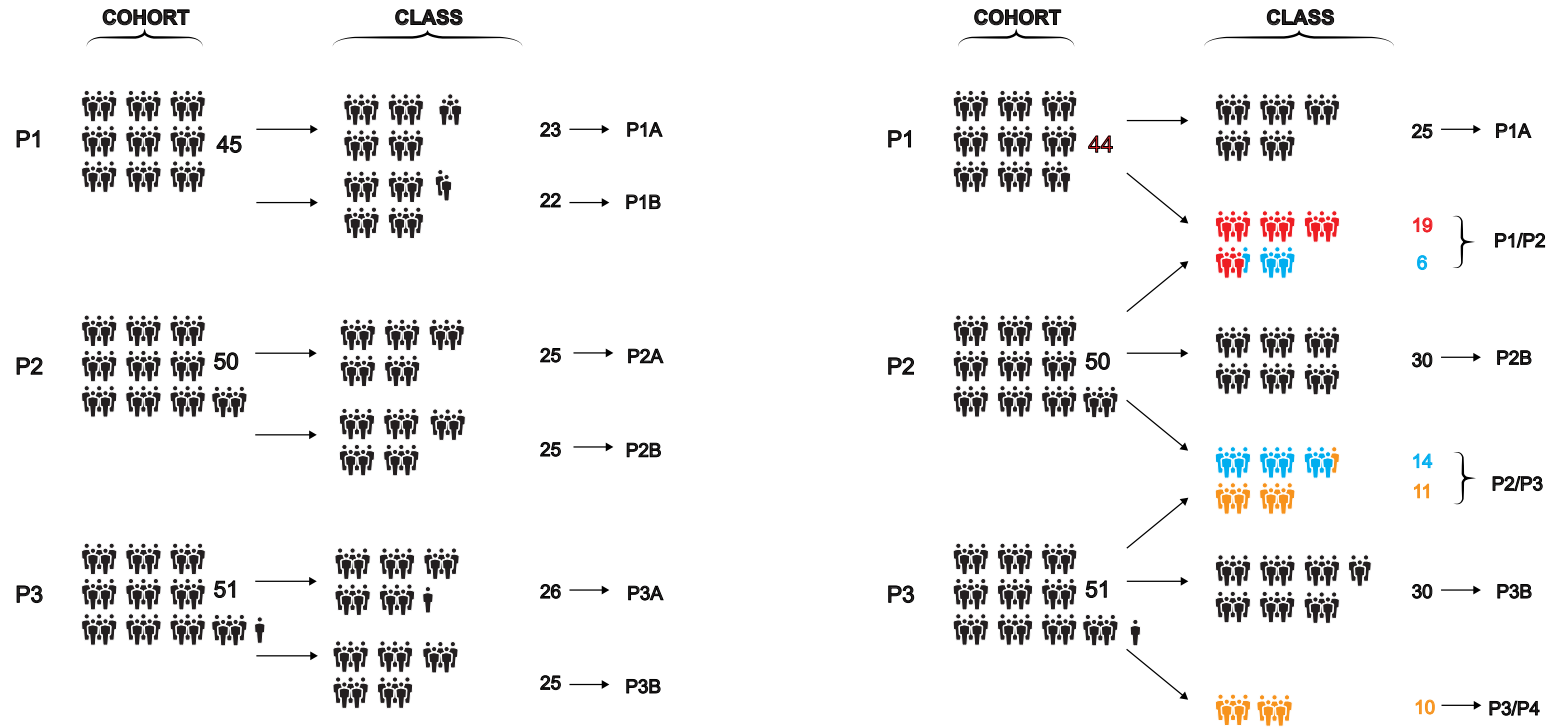 COHORT CLASS
P1 45 23 P1A
22 P1B
P2 50 25 P2A
25 P2B
P3 51 26 P3A
25 P3B
COHORT CLASS
P1 44 25 P1A
19
6 P1/P2
P2 50 30 P2B
14
11 P2/P3
P3 51 30 P3B
10 P3/P4